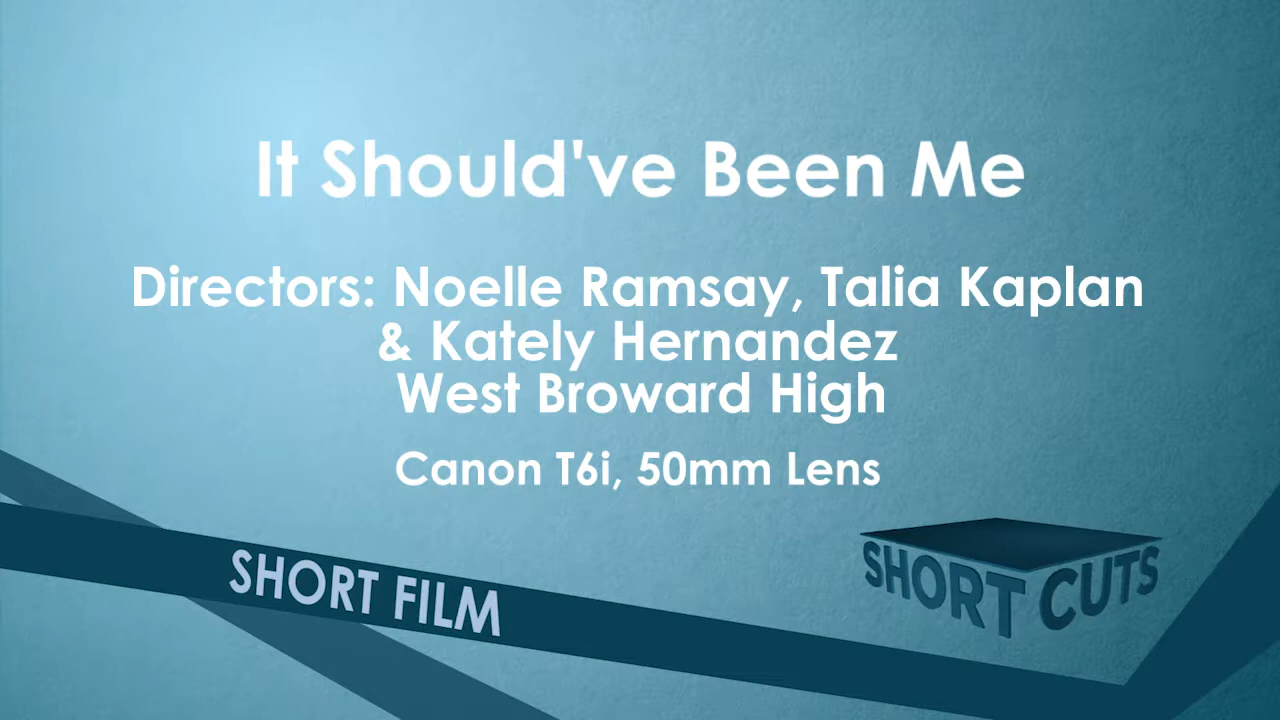 It Should've Been Me
Directors: Noelle Ramsay, Talia Kaplan
& Kately Hernandez
West Broward High
Canon T6i, 50mm Lens
SHORT FILM
SHORT CUTS